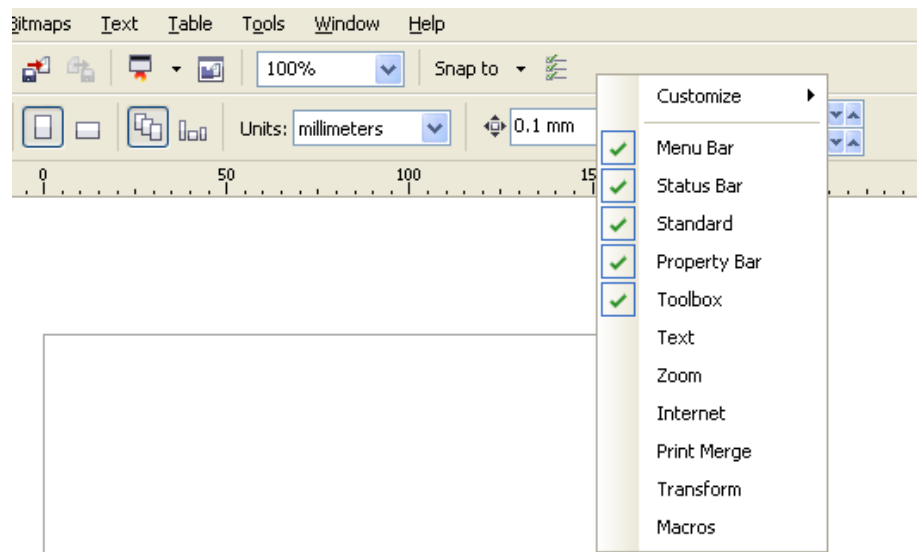 Bitmaps Text Table Tools Window Help
100% Snap to
Customize
Units: millimeters 0.1 mm
Menu Bar
0 50 100 15
Status Bar
Standard
Property Bar
Toolbox
Text
Zoom
Internet
Print Merge
Transform
Macros